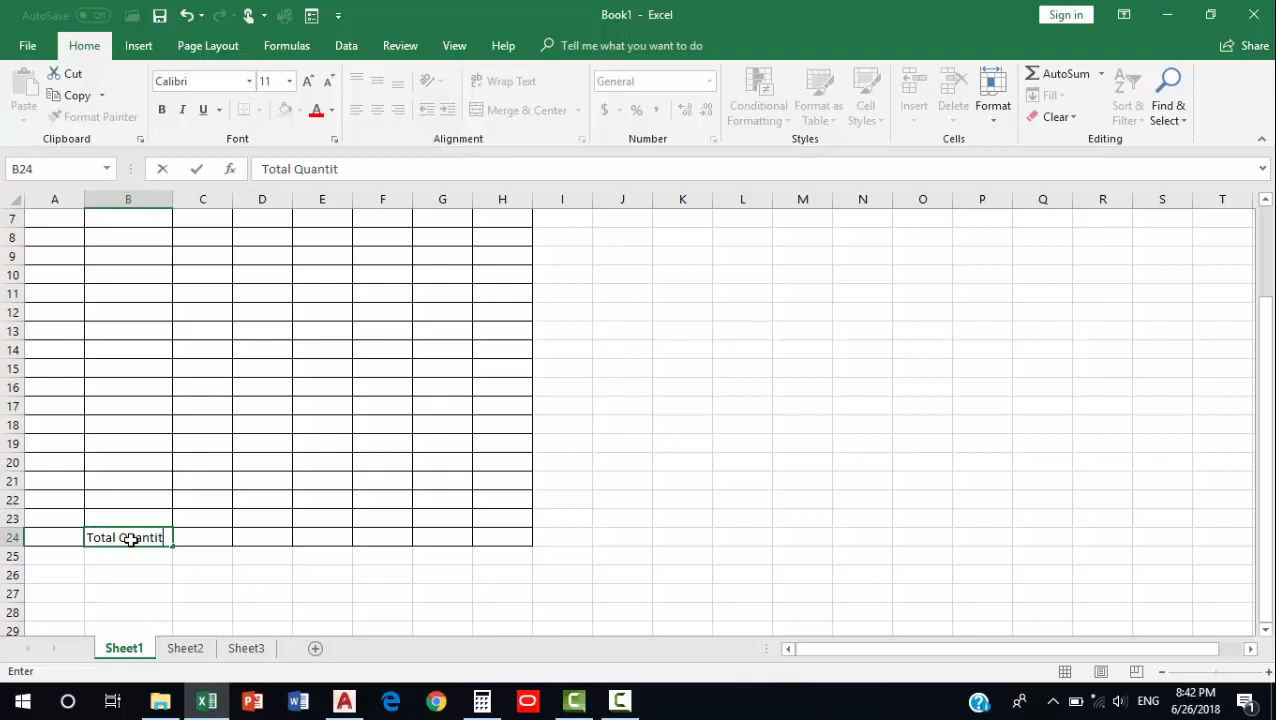 AutoSave Off
Book1 - Excel
Sign in
File Home Insert Page Layout Formulas Data Review View Help Tell me what you want to do Share
Paste
Cut
Copy
Format Painter
Clipboard
Calibri 11 A A
B I U A
Font
Wrap Text
Merge & Center
Alignment
General
$ % ,
Number
Conditional Formatting
Format as Table
Cell Styles
Styles
Insert
Delete
Format
Cells
AutoSum
Fill
Clear
Sort & Filter
Find & Select
Editing
B24 fx Total Quantit
A B C D E F G H I J K L M N O P Q R S T
7
8
9
10
11
12
13
14
15
16
17
18
19
20
21
22
23
24 Total Quantit
25
26
27
28
29
Sheet1 Sheet2 Sheet3
Enter
ENG
8:42 PM
6/26/2018
1